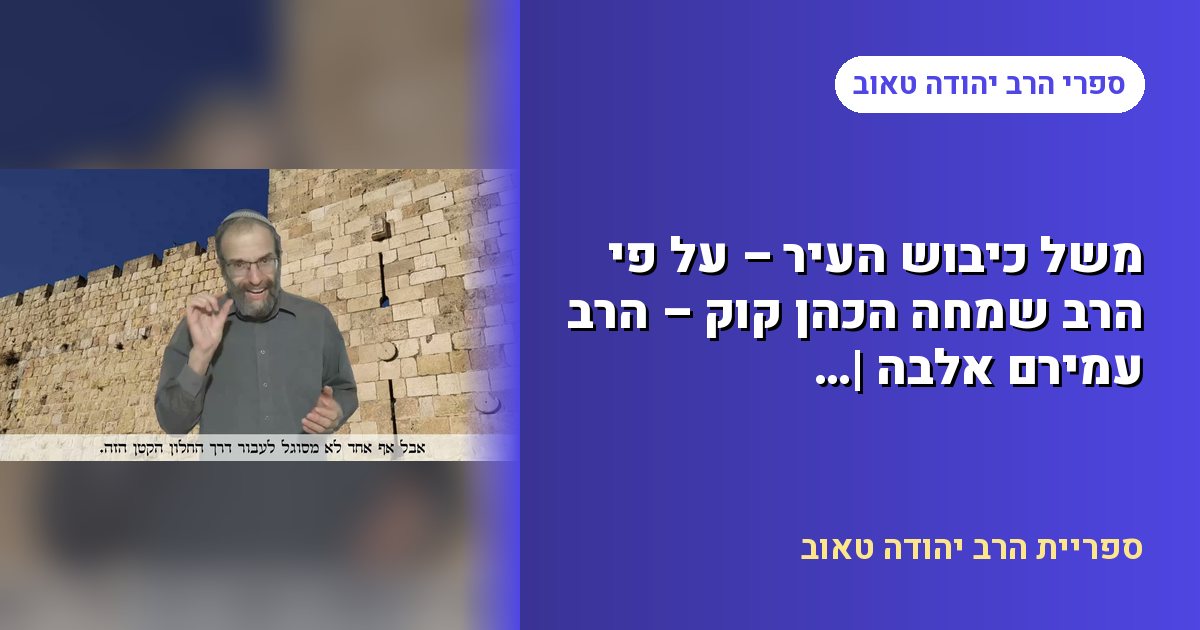 ספרי הרב יהודה טאוב
משל כיבוש העיר – על פי
הרב שמחה הכהן קוק – הרב
עמירם אלבה |...
אבל אף אחד לא מסוגל לעבור דרך החלון הקטן הזה.
ספריית הרב יהודה טאוב